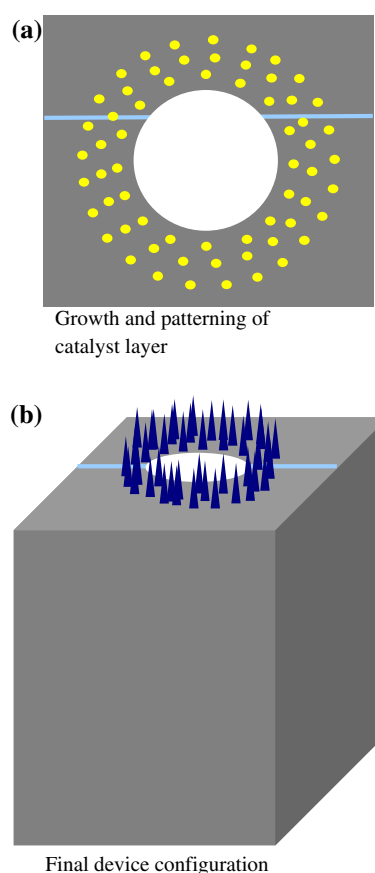 (a)
Growth and patterning of
catalyst layer
(b)
Final device configuration